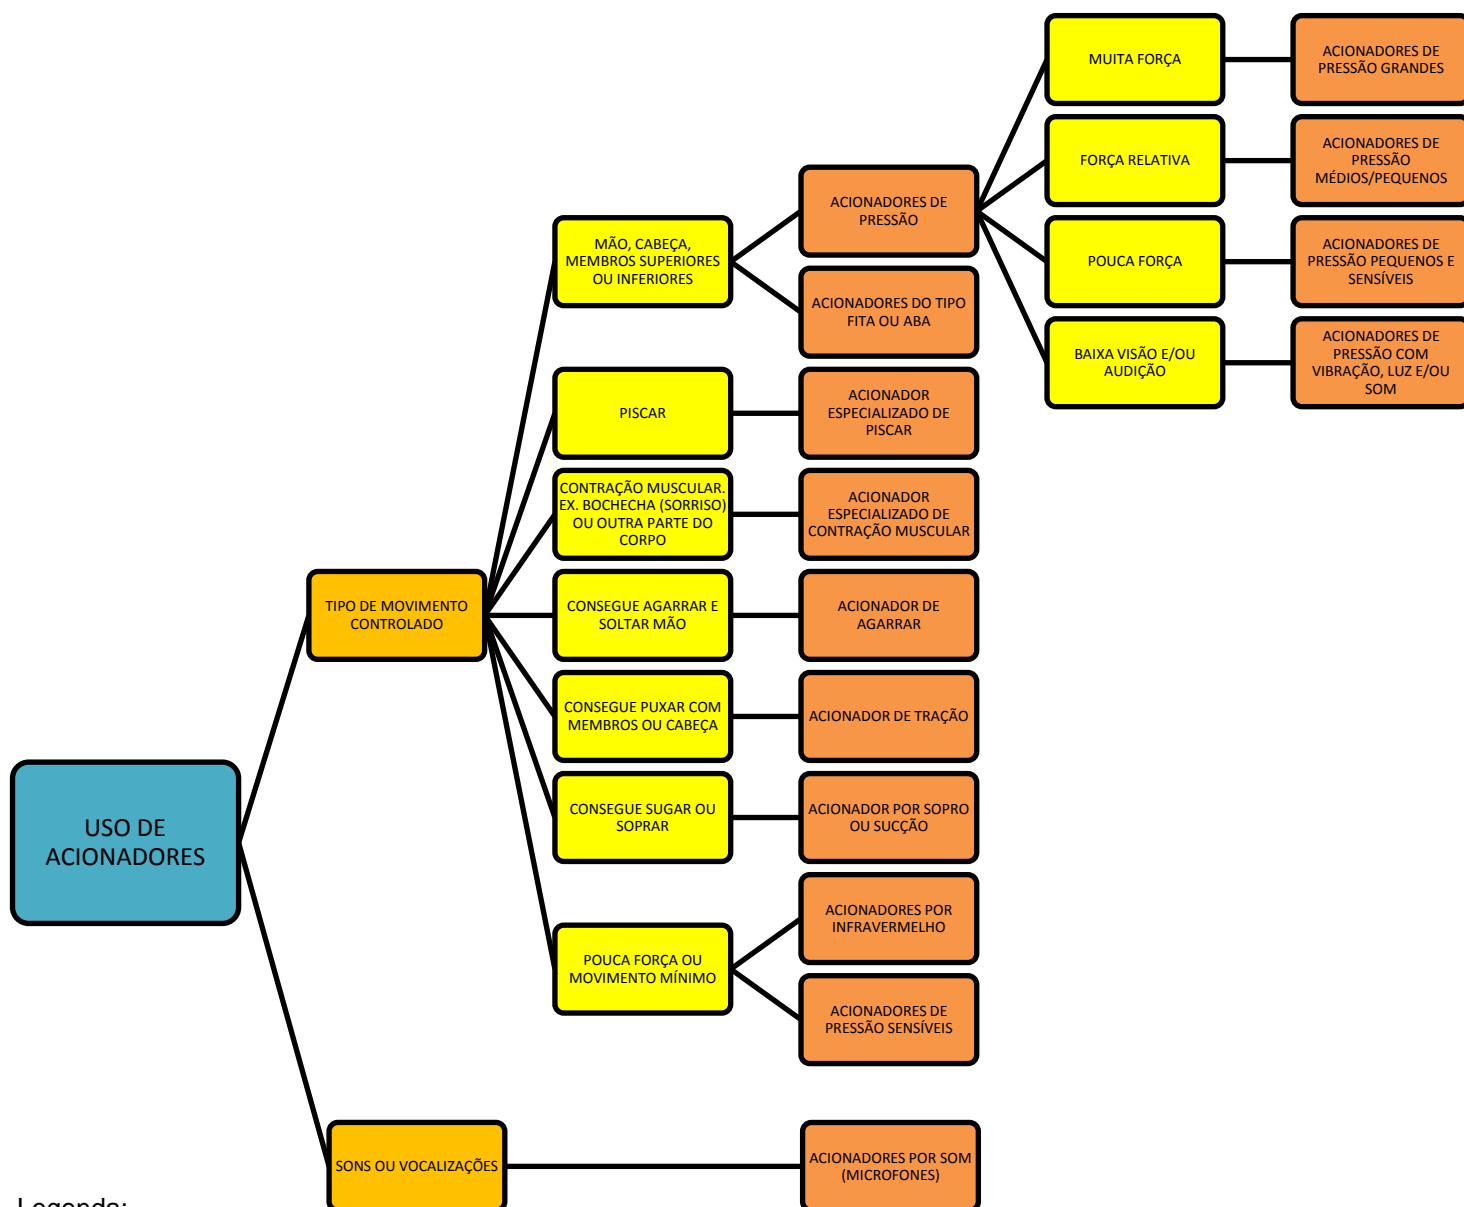 MUITA FORÇA
ACIONADORES DE
PRESSÃO GRANDES
FORÇA RELATIVA
ACIONADORES DE
PRESSÃO
MÉDIOS/PEQUENOS
ACIONADORES DE
PRESSÃO
MÃO, CABEÇA,
MEMBROS SUPERIORES
OU INFERIORES
POUCA FORÇA
ACIONADORES DE
PRESSÃO PEQUENOS E
SENSÍVEIS
ACIONADORES DO TIPO
FITA OU ABA
BAIXA VISÃO E/OU
AUDIÇÃO
ACIONADORES DE
PRESSÃO COM
VIBRAÇÃO, LUZ E/OU
SOM
PISCAR
ACIONADOR
ESPECIALIZADO DE
PISCAR
CONTRAÇÃO MUSCULAR.
EX. BOCHECHA (SORRISO)
OU OUTRA PARTE DO
CORPO
ACIONADOR
ESPECIALIZADO DE
CONTRAÇÃO MUSCULAR
TIPO DE MOVIMENTO
CONTROLADO
CONSEGUE AGARRAR E
SOLTAR MÃO
ACIONADOR DE
AGARRAR
CONSEGUE PUXAR COM
MEMBROS OU CABEÇA
ACIONADOR DE TRAÇÃO
CONSEGUE SUGAR OU
SOPRAR
ACIONADOR POR SOPRO
OU SUCÇÃO
USO DE
ACIONADORES
POUCA FORÇA OU
MOVIMENTO MÍNIMO
ACIONADORES POR
INFRAVERMELHO
ACIONADORES DE
PRESSÃO SENSÍVEIS
SONS OU VOCALIZAÇÕES
ACIONADORES POR SOM
(MICROFONES)
Legenda: